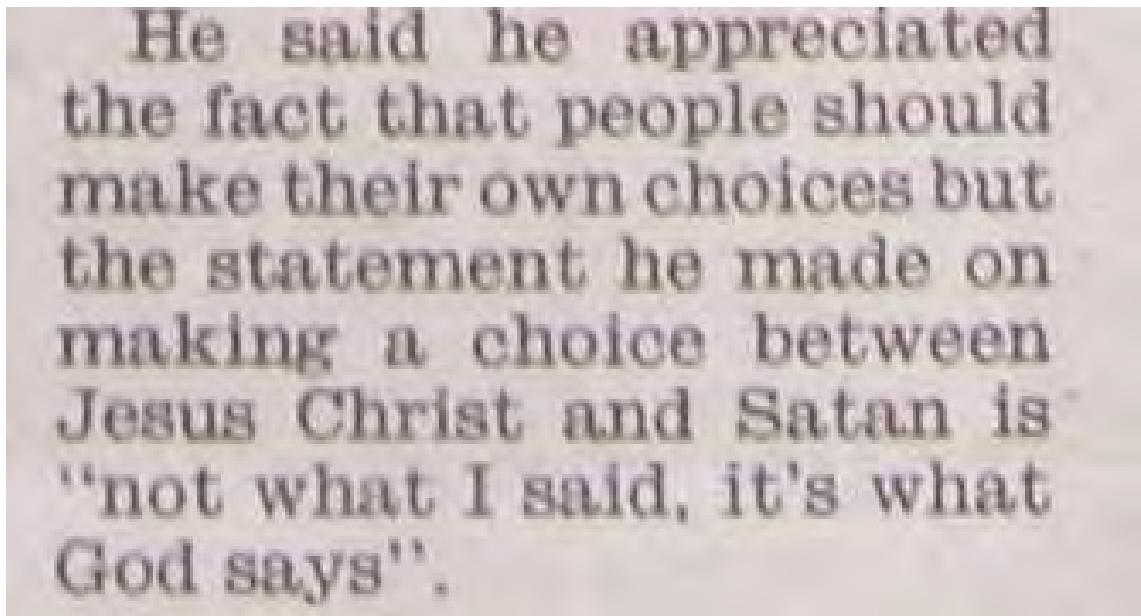 He said he appreciated
the fact that people should
make their own choices but
the statement he made on
making a choice between
Jesus Christ and Satan is
"not what I said, it's what
God says".